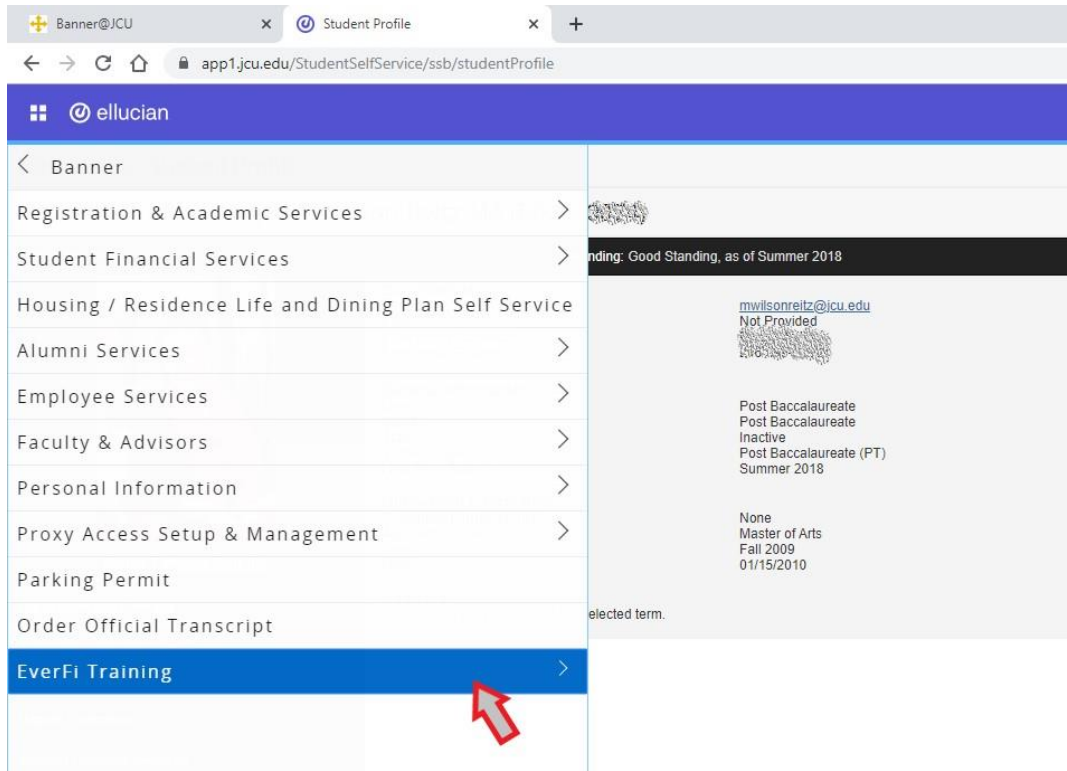 Banner@JCU
Student Profile
app1.jcu.edu/StudentSelfService/ssb/studentProfile
ellucian
Banner
Registration & Academic Services
nding: Good Standing, as of Summer 2018
Student Financial Services
Housing / Residence Life and Dining Plan Self Service
mwilsonreitz@jcu.edu
Not Provided
Alumni Services
Employee Services
Post Baccalaureate
Post Baccalaureate
Inactive
Post Baccalaureate (PT)
Summer 2018
Faculty & Advisors
Personal Information
Proxy Access Setup & Management
None
Master of Arts
Fall 2009
01/15/2010
Parking Permit
Order Official Transcript
elected term.
EverFi Training